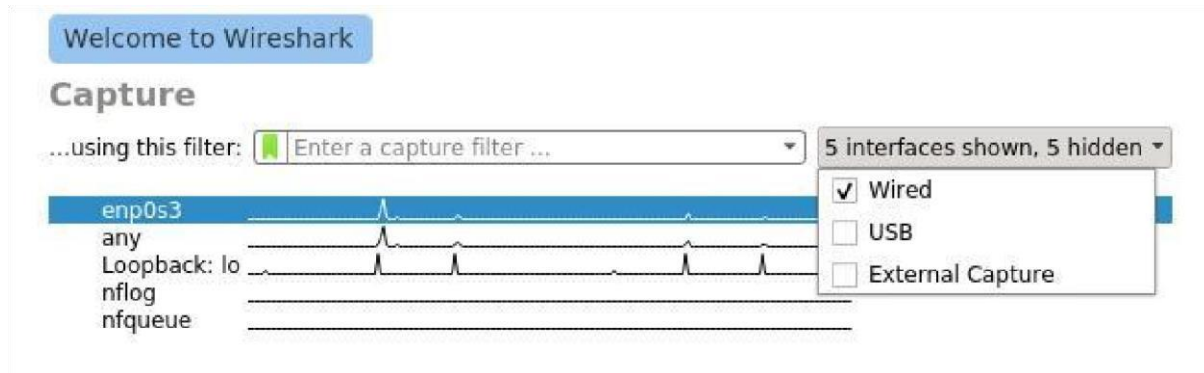 Welcome to Wireshark
Capture
...using this filter: Enter a capture filter ... 5 interfaces shown, 5 hidden
Wired
USB
External Capture
enp0s3
any
Loopback: lo
nflog
nfqueue